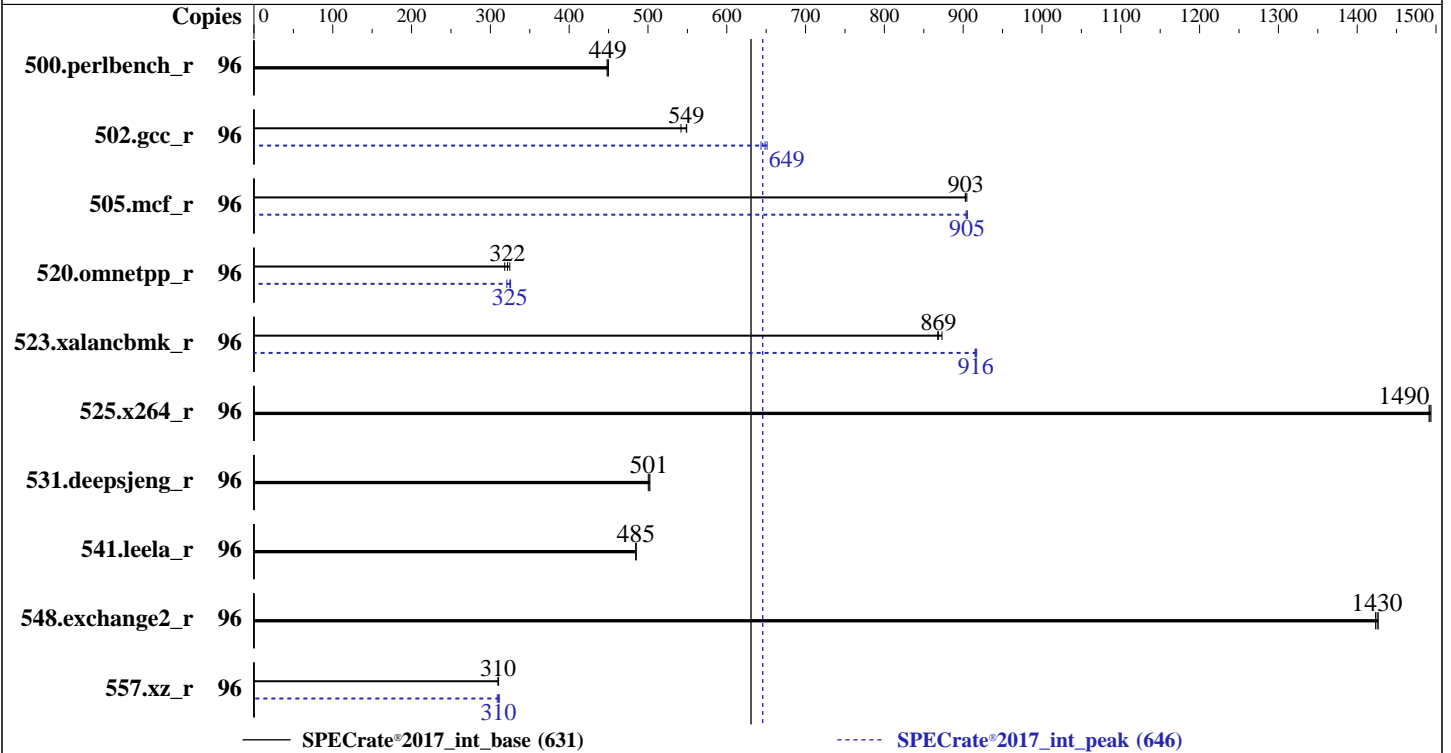 Copies 0 100 200 300 400 500 600 700 800 900 1000 1100 1200 1300 1400 1500
500.perlbench_r 96 449
502.gcc_r 96 549
649
505.mcf_r 96 903
905
520.omnetpp_r 96 322
325
523.xalancbmk_r 96 869
916
525.x264_r 96 1490
531.deepsjeng_r 96 501
541.leela_r 96 485
548.exchange2_r 96 1430
557.xz_r 96 310
310
SPECrate®2017_int_base (631) SPECrate®2017_int_peak (646)